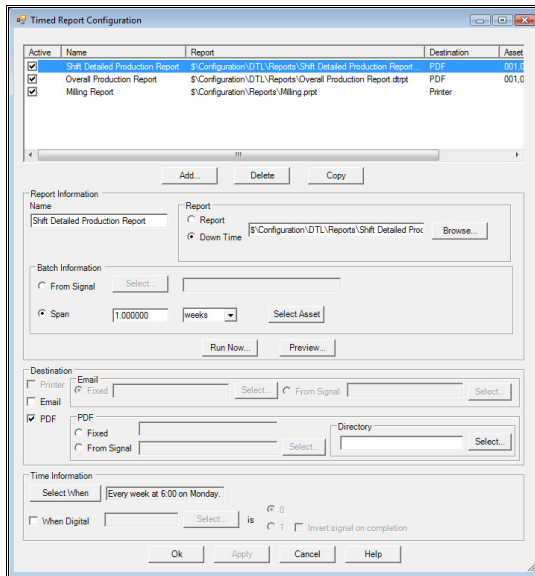 Timed Report Configuration
Active Name Report Destination Asset
Shift Detailed Production Report $\Configuration\DTL\Reports\Shift Detailed Production Report... PDF 001,0
Overall Production Report $\Configuration\DTL\Reports\Overall Production Report.dtrpt PDF 001,0
Milling Report $\Configuration\Reports\Milling.prpt Printer
Add... Delete Copy
Report Information
Name Report
Shift Detailed Production Report
Report
Down Time $\Configuration\DTL\Reports\Shift Detailed Proc Browse...
Batch Information
From Signal Select...
Span 1.000000 weeks Select Asset
Run Now... Preview...
Destination
Printer Email
Fixed Select... From Signal Select...
Email
PDF PDF
Fixed Directory
From Signal Select... Select...
Time Information
Select When Every week at 6:00 on Monday.
When Digital Select... is 0
1 Invert signal on completion
Ok Apply Cancel Help